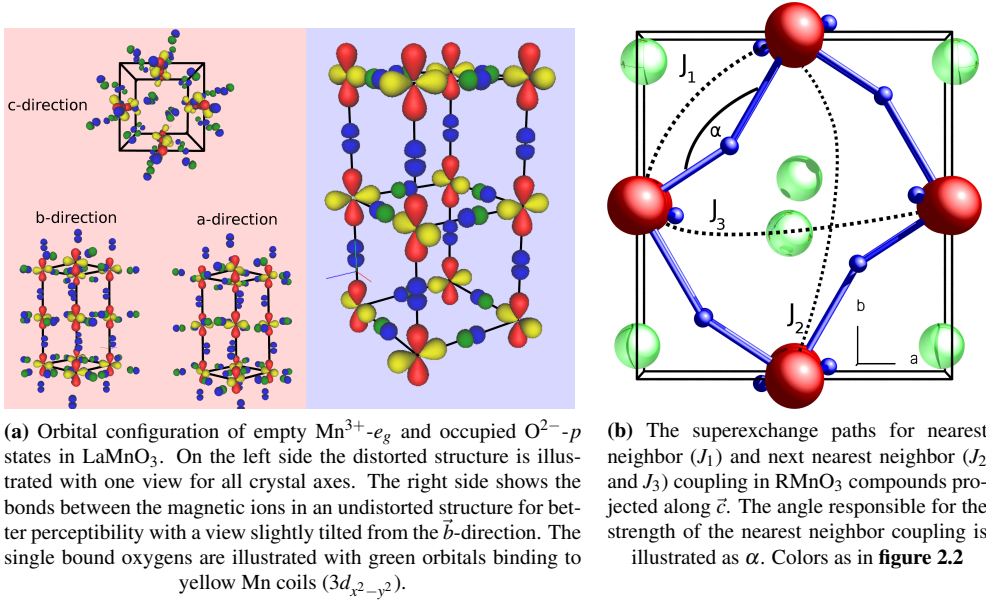 c-direction
b-direction
a-direction
J1
α
J3
J2
b
a
(a) Orbital configuration of empty Mn³⁺-e_g and occupied O²⁻-p
states in LaMnO₃. On the left side the distorted structure is illus-
trated with one view for all crystal axes. The right side shows the
bonds between the magnetic ions in an undistorted structure for bet-
ter perceptibility with a view slightly tilted from the b⃗-direction. The
single bound oxygens are illustrated with green orbitals binding to
yellow Mn coils (3d_{x²−y²}).
(b) The superexchange paths for nearest
neighbor (J₁) and next nearest neighbor (J₂
and J₃) coupling in RMnO₃ compounds pro-
jected along c⃗. The angle responsible for the
strength of the nearest neighbor coupling is
illustrated as α. Colors as in figure 2.2